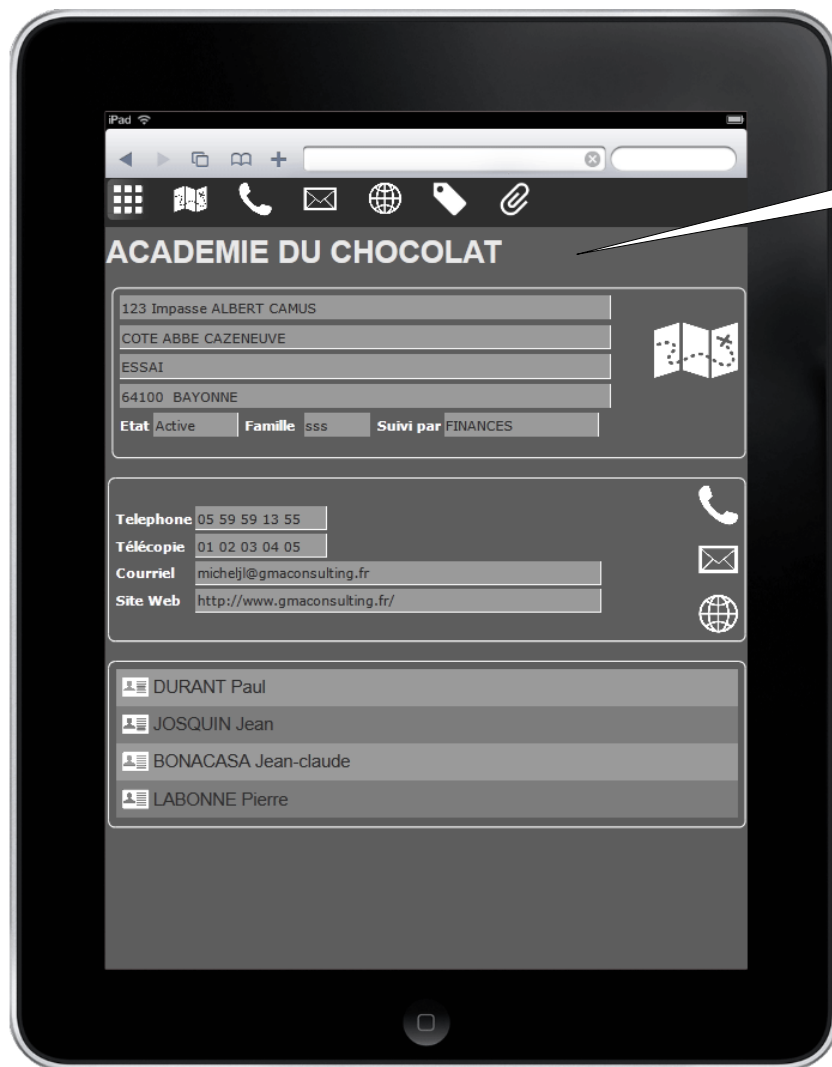 iPad
ACADEMIE DU CHOCOLAT
123 Impasse ALBERT CAMUS
COTE ABBE CAZENEUVE
ESSAI
64100 BAYONNE
Etat Active Famille sss Suivi par FINANCES
Telephone 05 59 59 13 55
Télécopie 01 02 03 04 05
Courriel micheljl@gmaconsulting.fr
Site Web http://www.gmaconsulting.fr/
DURANT Paul
JOSQUIN Jean
BONACASA Jean-claude
LABONNE Pierre